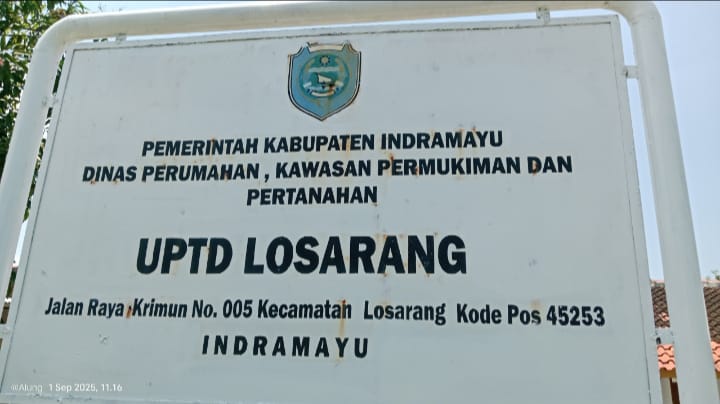 PEMERINTAH KABUPATEN INDRAMAYU
DINAS PERUMAHAN , KAWASAN PERMUKIMAN DAN
PERTANAHAN
UPTD LOSARANG
Jalan Raya Krimun No. 005 Kecamatan Losarang Kode Pos 45253
INDRAMAYU
@Alung 1 Sep 2025, 11.16